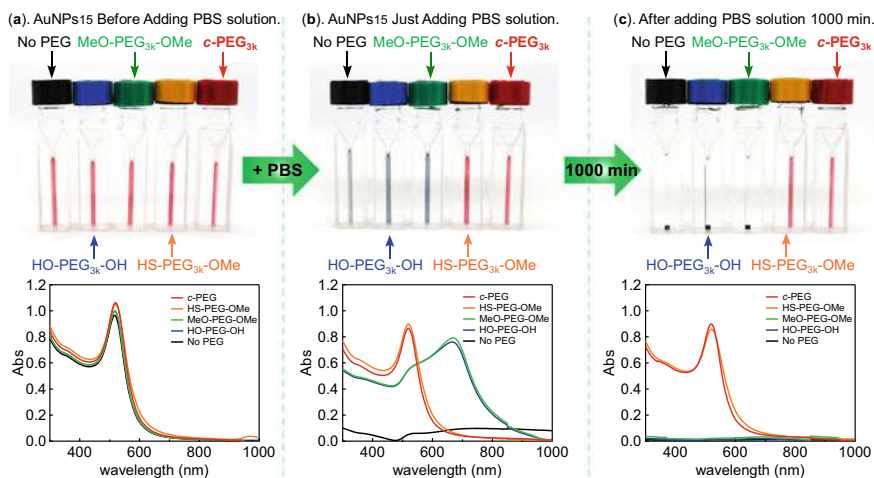 (a). AuNPs15 Before Adding PBS solution.
No PEG MeO-PEG3k-OMe c-PEG3k
HO-PEG3k-OH HS-PEG3k-OMe
+ PBS
(b). AuNPs15 Just Adding PBS solution.
No PEG MeO-PEG3k-OMe c-PEG3k
HO-PEG3k-OH HS-PEG3k-OMe
1000 min
(c). After adding PBS solution 1000 min.
No PEG MeO-PEG3k-OMe c-PEG3k
HO-PEG3k-OH HS-PEG3k-OMe
Abs
1.2
1.0
0.8
0.6
0.4
0.2
0.0
c-PEG
HS-PEG-OMe
MeO-PEG-OMe
HO-PEG-OH
No PEG
400 600 800 1000
wavelength (nm)
Abs
1.2
1.0
0.8
0.6
0.4
0.2
0.0
c-PEG
HS-PEG-OMe
MeO-PEG-OMe
HO-PEG-OH
No PEG
400 600 800 1000
wavelength (nm)
Abs
1.2
1.0
0.8
0.6
0.4
0.2
0.0
c-PEG
HS-PEG-OMe
MeO-PEG-OMe
HO-PEG-OH
No PEG
400 600 800 1000
wavelength (nm)